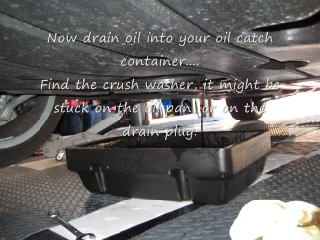 Now drain oil into your oil catch
container....
Find the crush washer, it might be
stuck on the oil pan, or on the
drain plug.